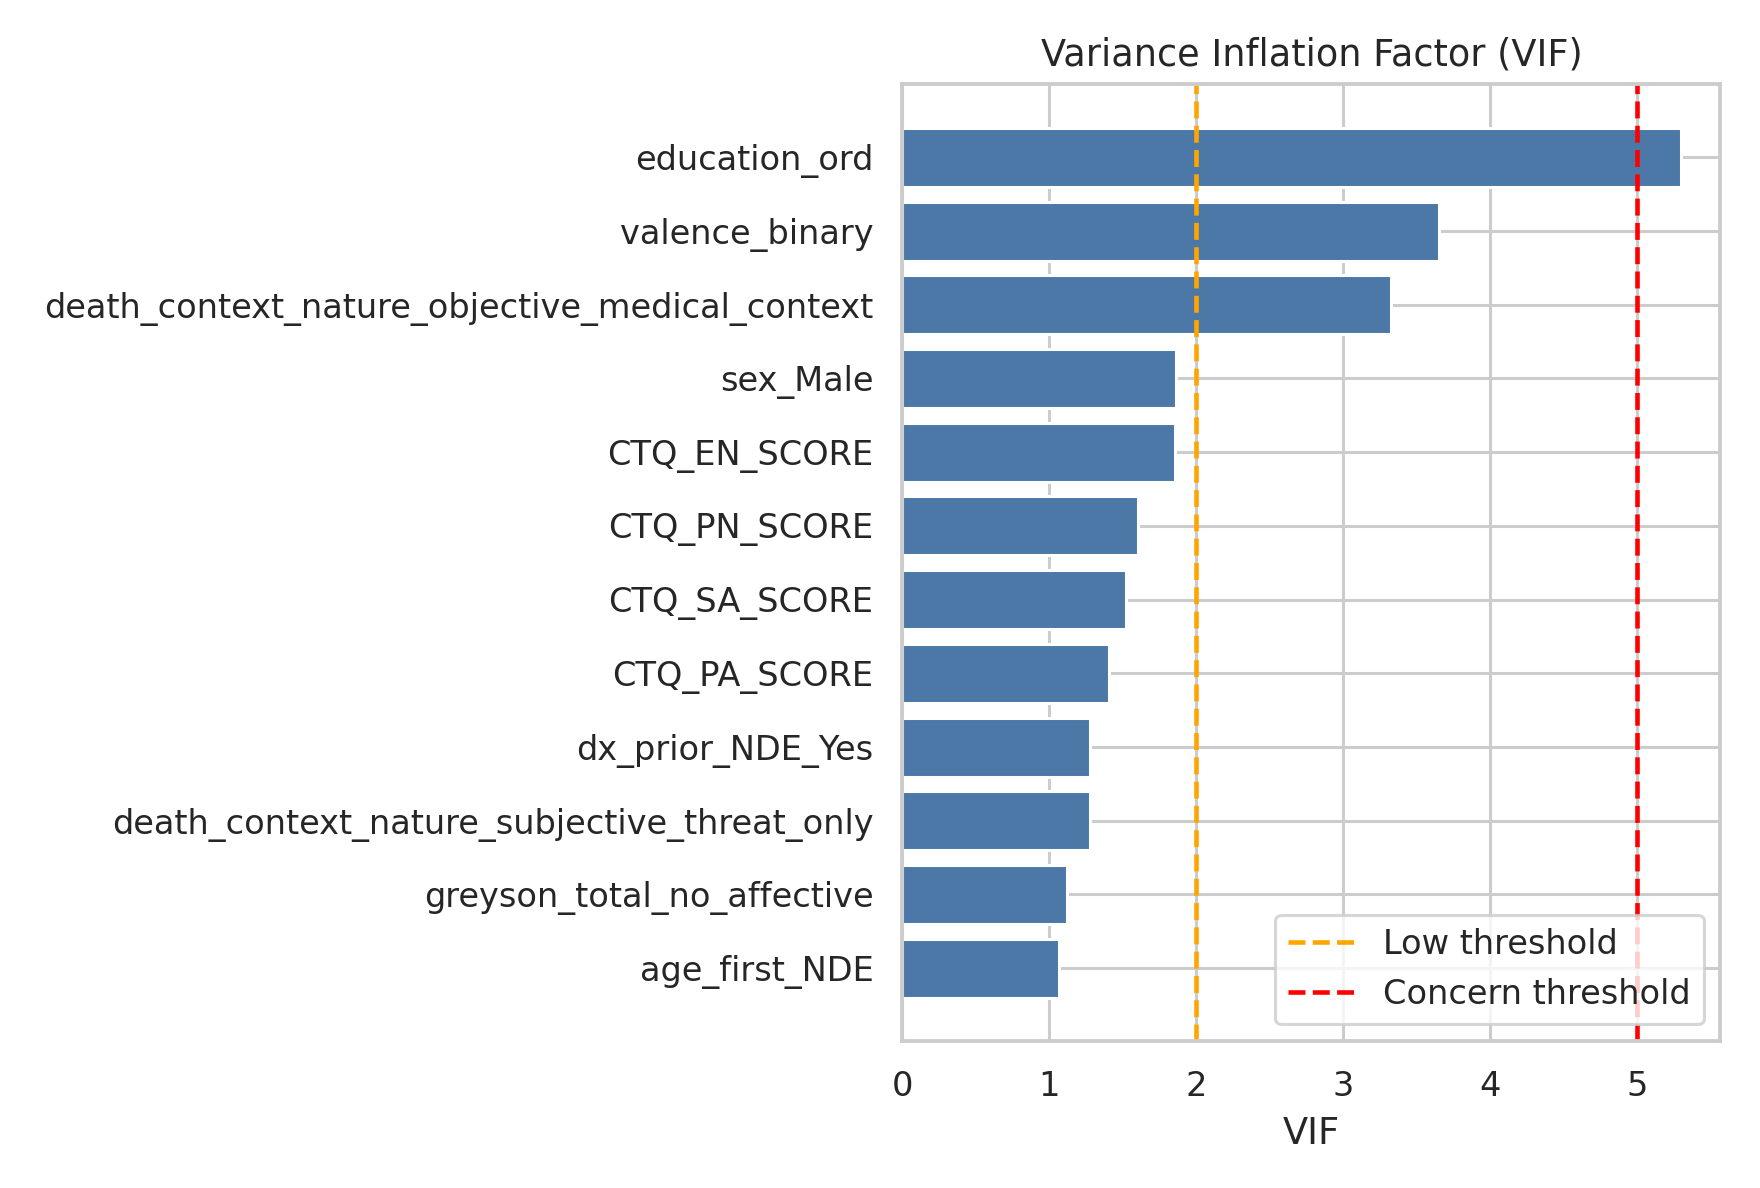 Variance Inflation Factor (VIF)
education_ord
valence_binary
death_context_nature_objective_medical_context
sex_Male
CTQ_EN_SCORE
CTQ_PN_SCORE
CTQ_SA_SCORE
CTQ_PA_SCORE
dx_prior_NDE_Yes
death_context_nature_subjective_threat_only
greyson_total_no_affective
age_first_NDE
Low threshold
Concern threshold
0 1 2 3 4 5
VIF